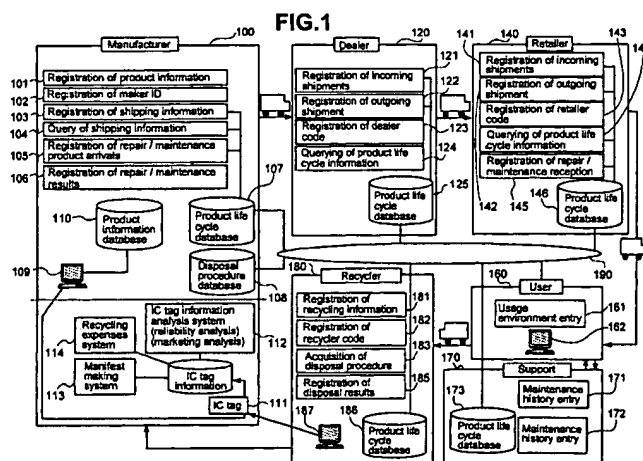 FIG.1
Manufacturer
100
101
Registration of product information
102
Registration of maker ID
103
Registration of shipping information
104
Query of shipping information
105
Registration of repair / maintenance
product arrivals
106
Registration of repair / maintenance
results
107
110
Product
information
database
Product life
cycle
database
109
Disposal
procedure
database
108
Recycling
expenses
system
114
IC tag information
analysis system
(reliability analysis)
(marketing analysis)
112
Manifest
making
system
113
IC tag
information
IC tag
111
Dealer
120
121
Registration of incoming
shipments
122
Registration of outgoing
shipment
123
Registration of
dealer code
124
Querying of product life
cycle information
125
Product life
cycle
database
Retailer
140
141
143
Registration of incoming
shipments
Registration of outgoing
shipment
Registration of retailer
code
Querying of product life
cycle information
Registration of repair /
maintenance reception
142
145
146
Product life
cycle
database
190
180
Recycler
Registration of
recycling information
181
Registration of
recycler code
182
Acquisition of
disposal procedure
183
Registration of
disposal results
185
187
186
Product life
cycle
database
160
User
161
Usage
environment entry
162
170
Support
171
Maintenance
history entry
173
Product life
cycle
database
Maintenance
history entry
172